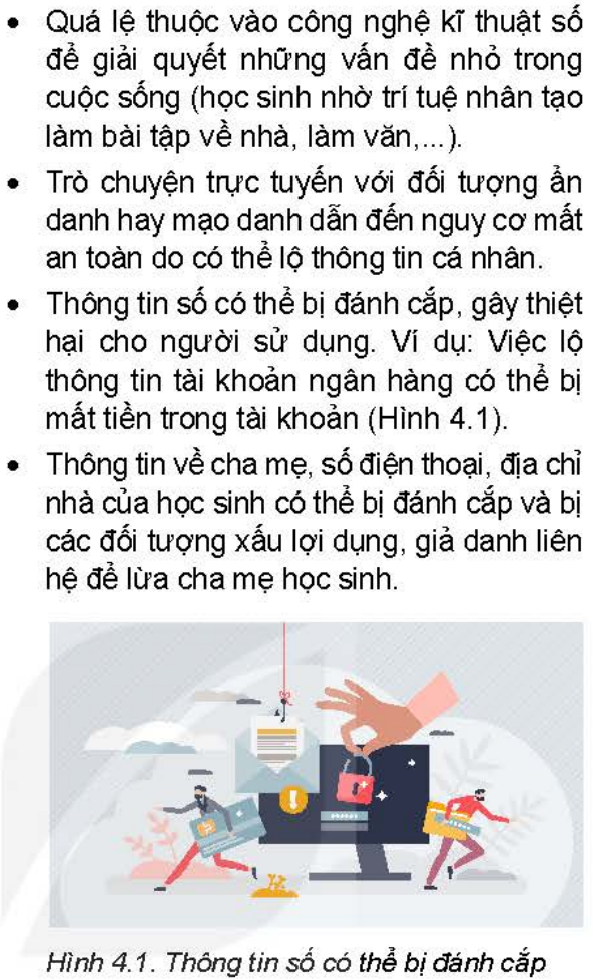 • Quá lệ thuộc vào công nghệ kĩ thuật số
để giải quyết những vấn đề nhỏ trong
cuộc sống (học sinh nhờ trí tuệ nhân tạo
làm bài tập về nhà, làm văn,...).
• Trò chuyện trực tuyến với đối tượng ẩn
danh hay mạo danh dẫn đến nguy cơ mất
an toàn do có thể lộ thông tin cá nhân.
• Thông tin số có thể bị đánh cắp, gây thiệt
hại cho người sử dụng. Ví dụ: Việc lộ
thông tin tài khoản ngân hàng có thể bị
mất tiền trong tài khoản (Hình 4.1).
• Thông tin về cha mẹ, số điện thoại, địa chỉ
nhà của học sinh có thể bị đánh cắp và bị
các đối tượng xấu lợi dụng, giả danh liên
hệ để lừa cha mẹ học sinh.
Hình 4.1. Thông tin số có thể bị đánh cắp